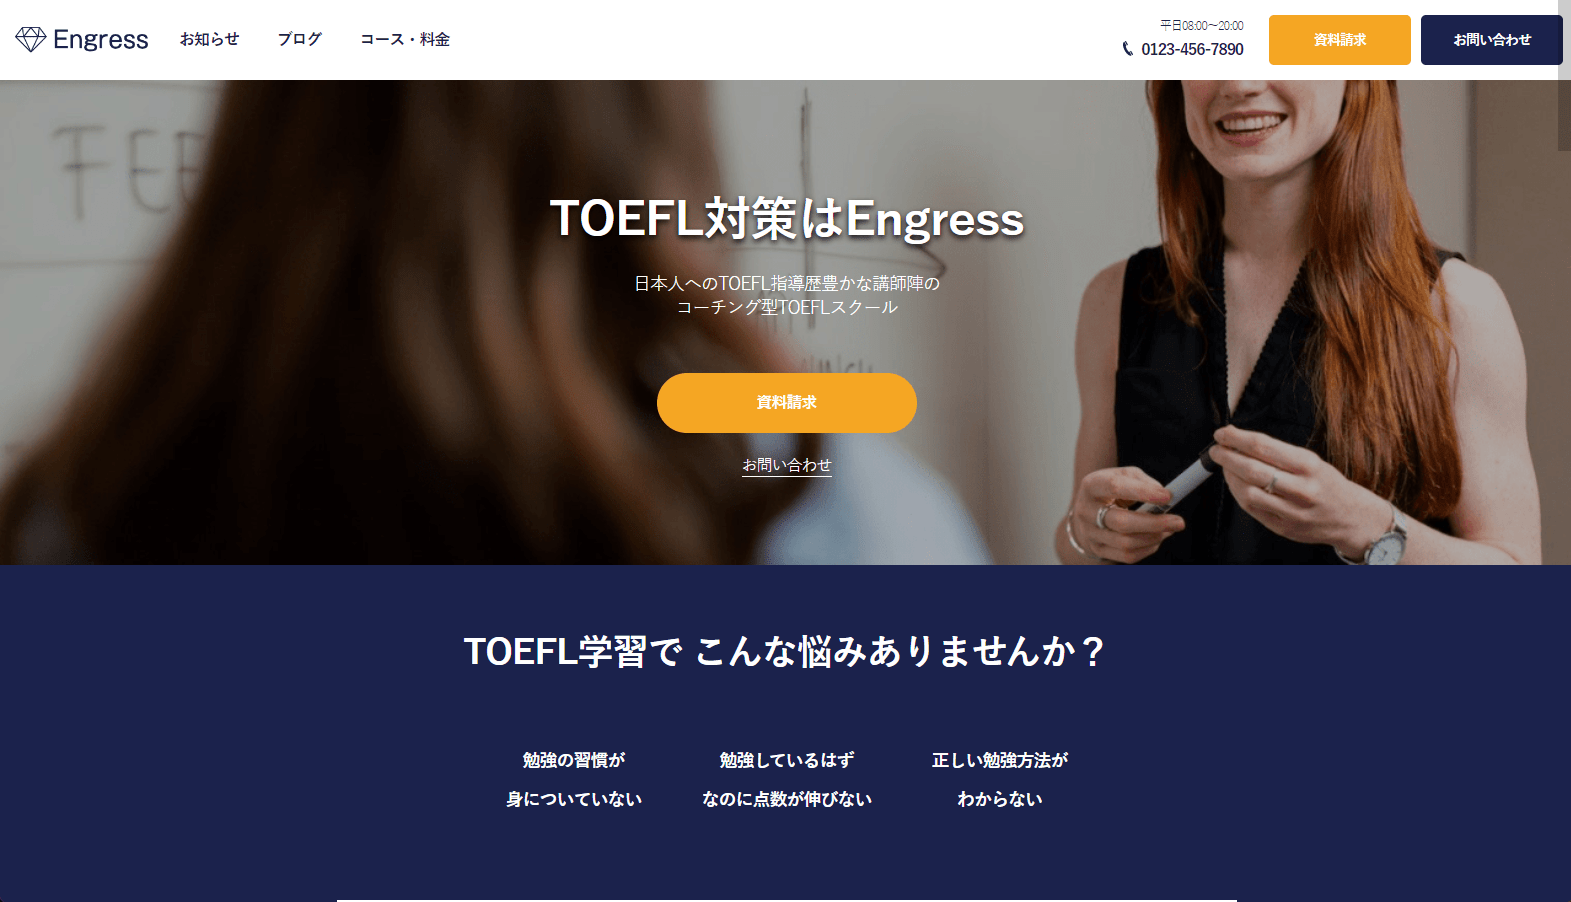 Engress
お知らせ
ブログ
コース・料金
平日08:00〜20:00
0123-456-7890
資料請求
お問い合わせ
FEE
TOEFL対策はEngress
日本人へのTOEFL指導歴豊かな講師陣の
コーチング型TOEFLスクール
資料請求
お問い合わせ
TOEFL学習で こんな悩みありませんか？
勉強の習慣が
身についていない
勉強しているはず
なのに点数が伸びない
正しい勉強方法が
わからない